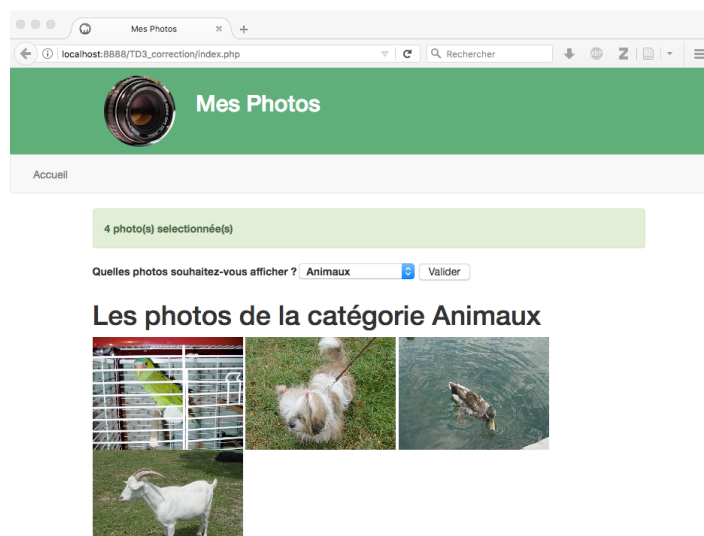 Mes Photos
localhost:8888/TD3_correction/index.php
Rechercher
Mes Photos
Accueil
4 photo(s) selectionnée(s)
Quelles photos souhaitez-vous afficher ? Animaux Valider
Les photos de la catégorie Animaux